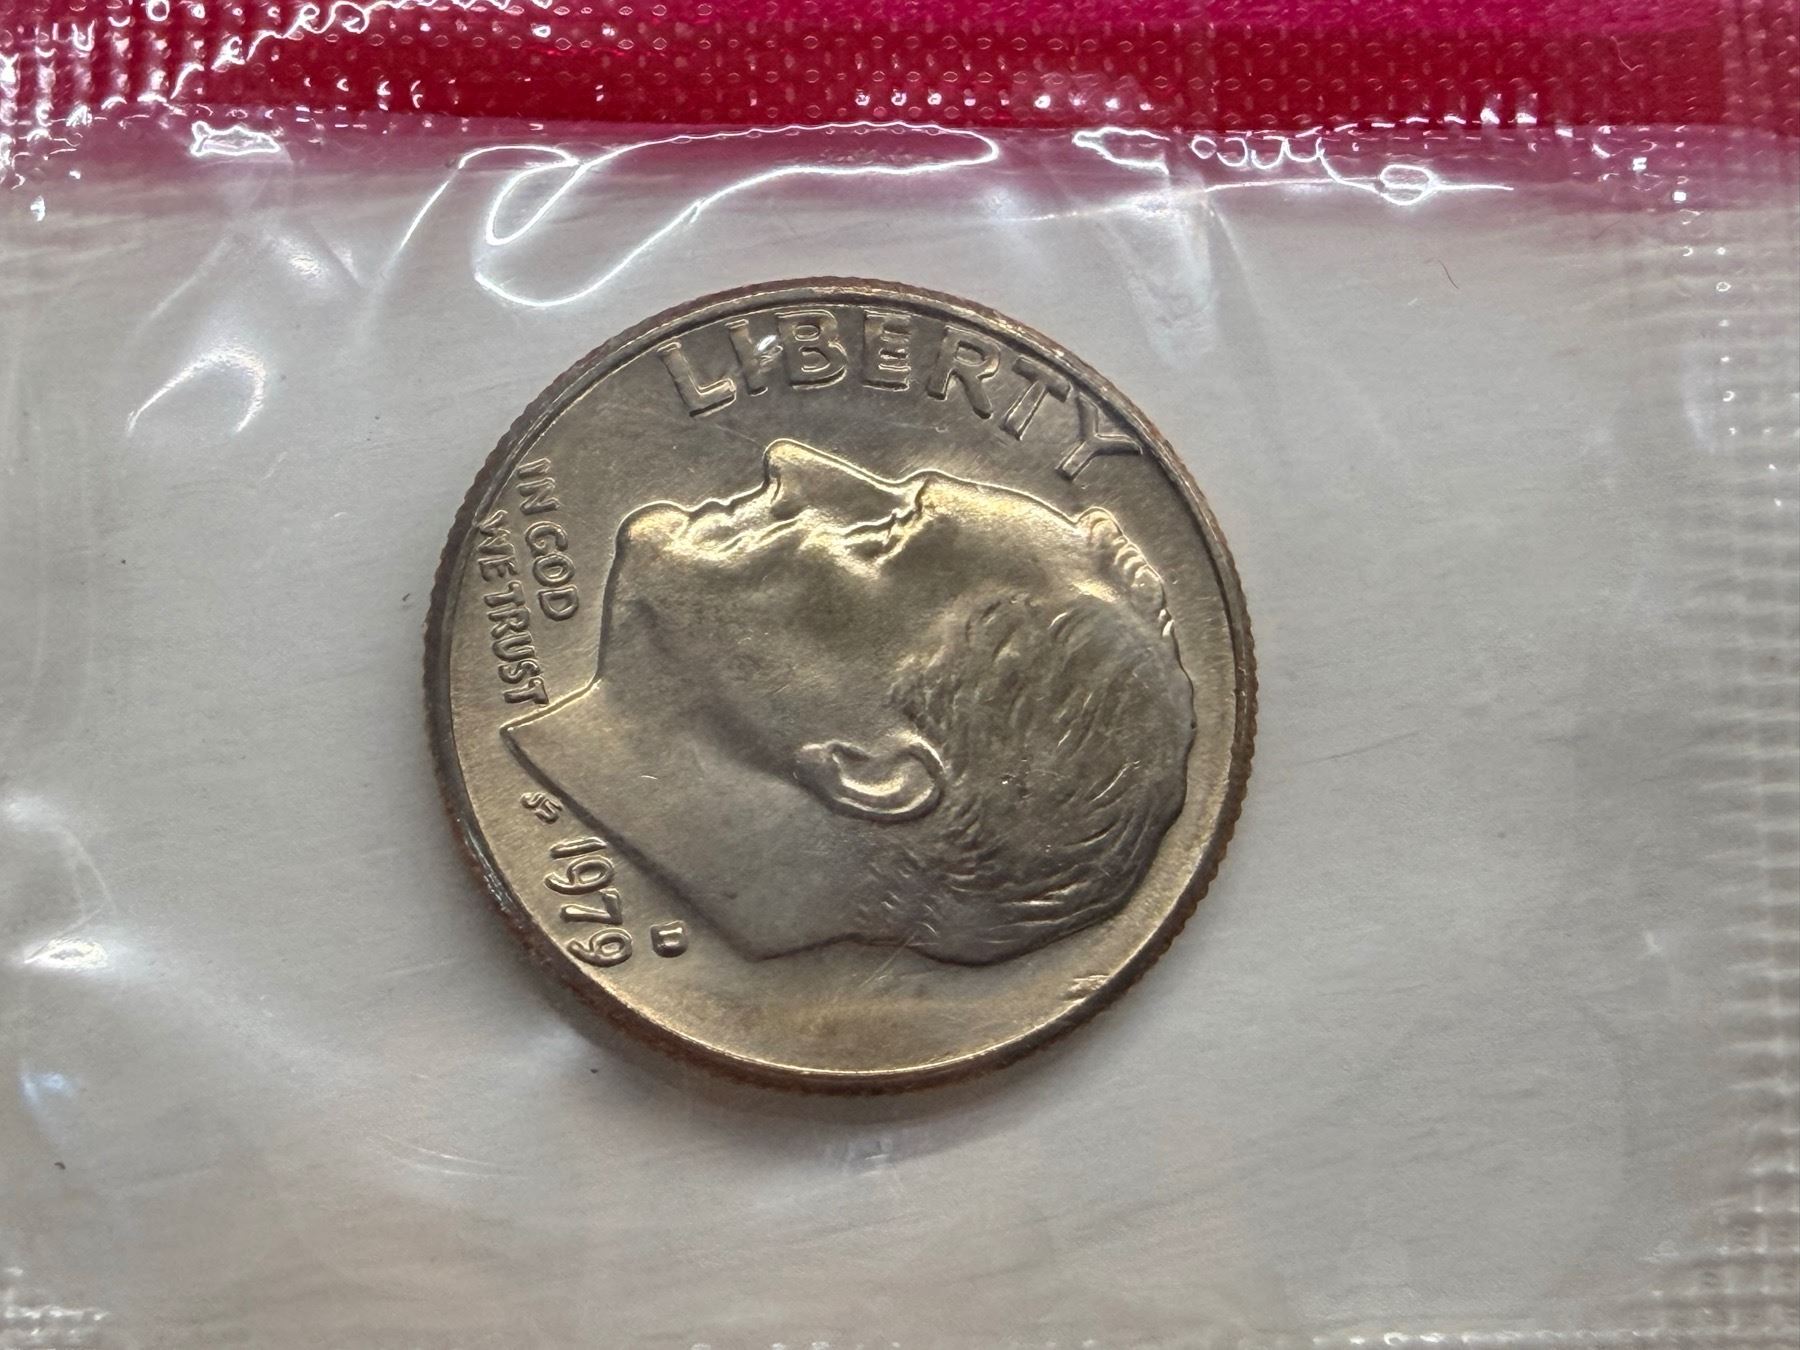 LIBERTY
IN GOD
WE TRUST
JS
1979
D